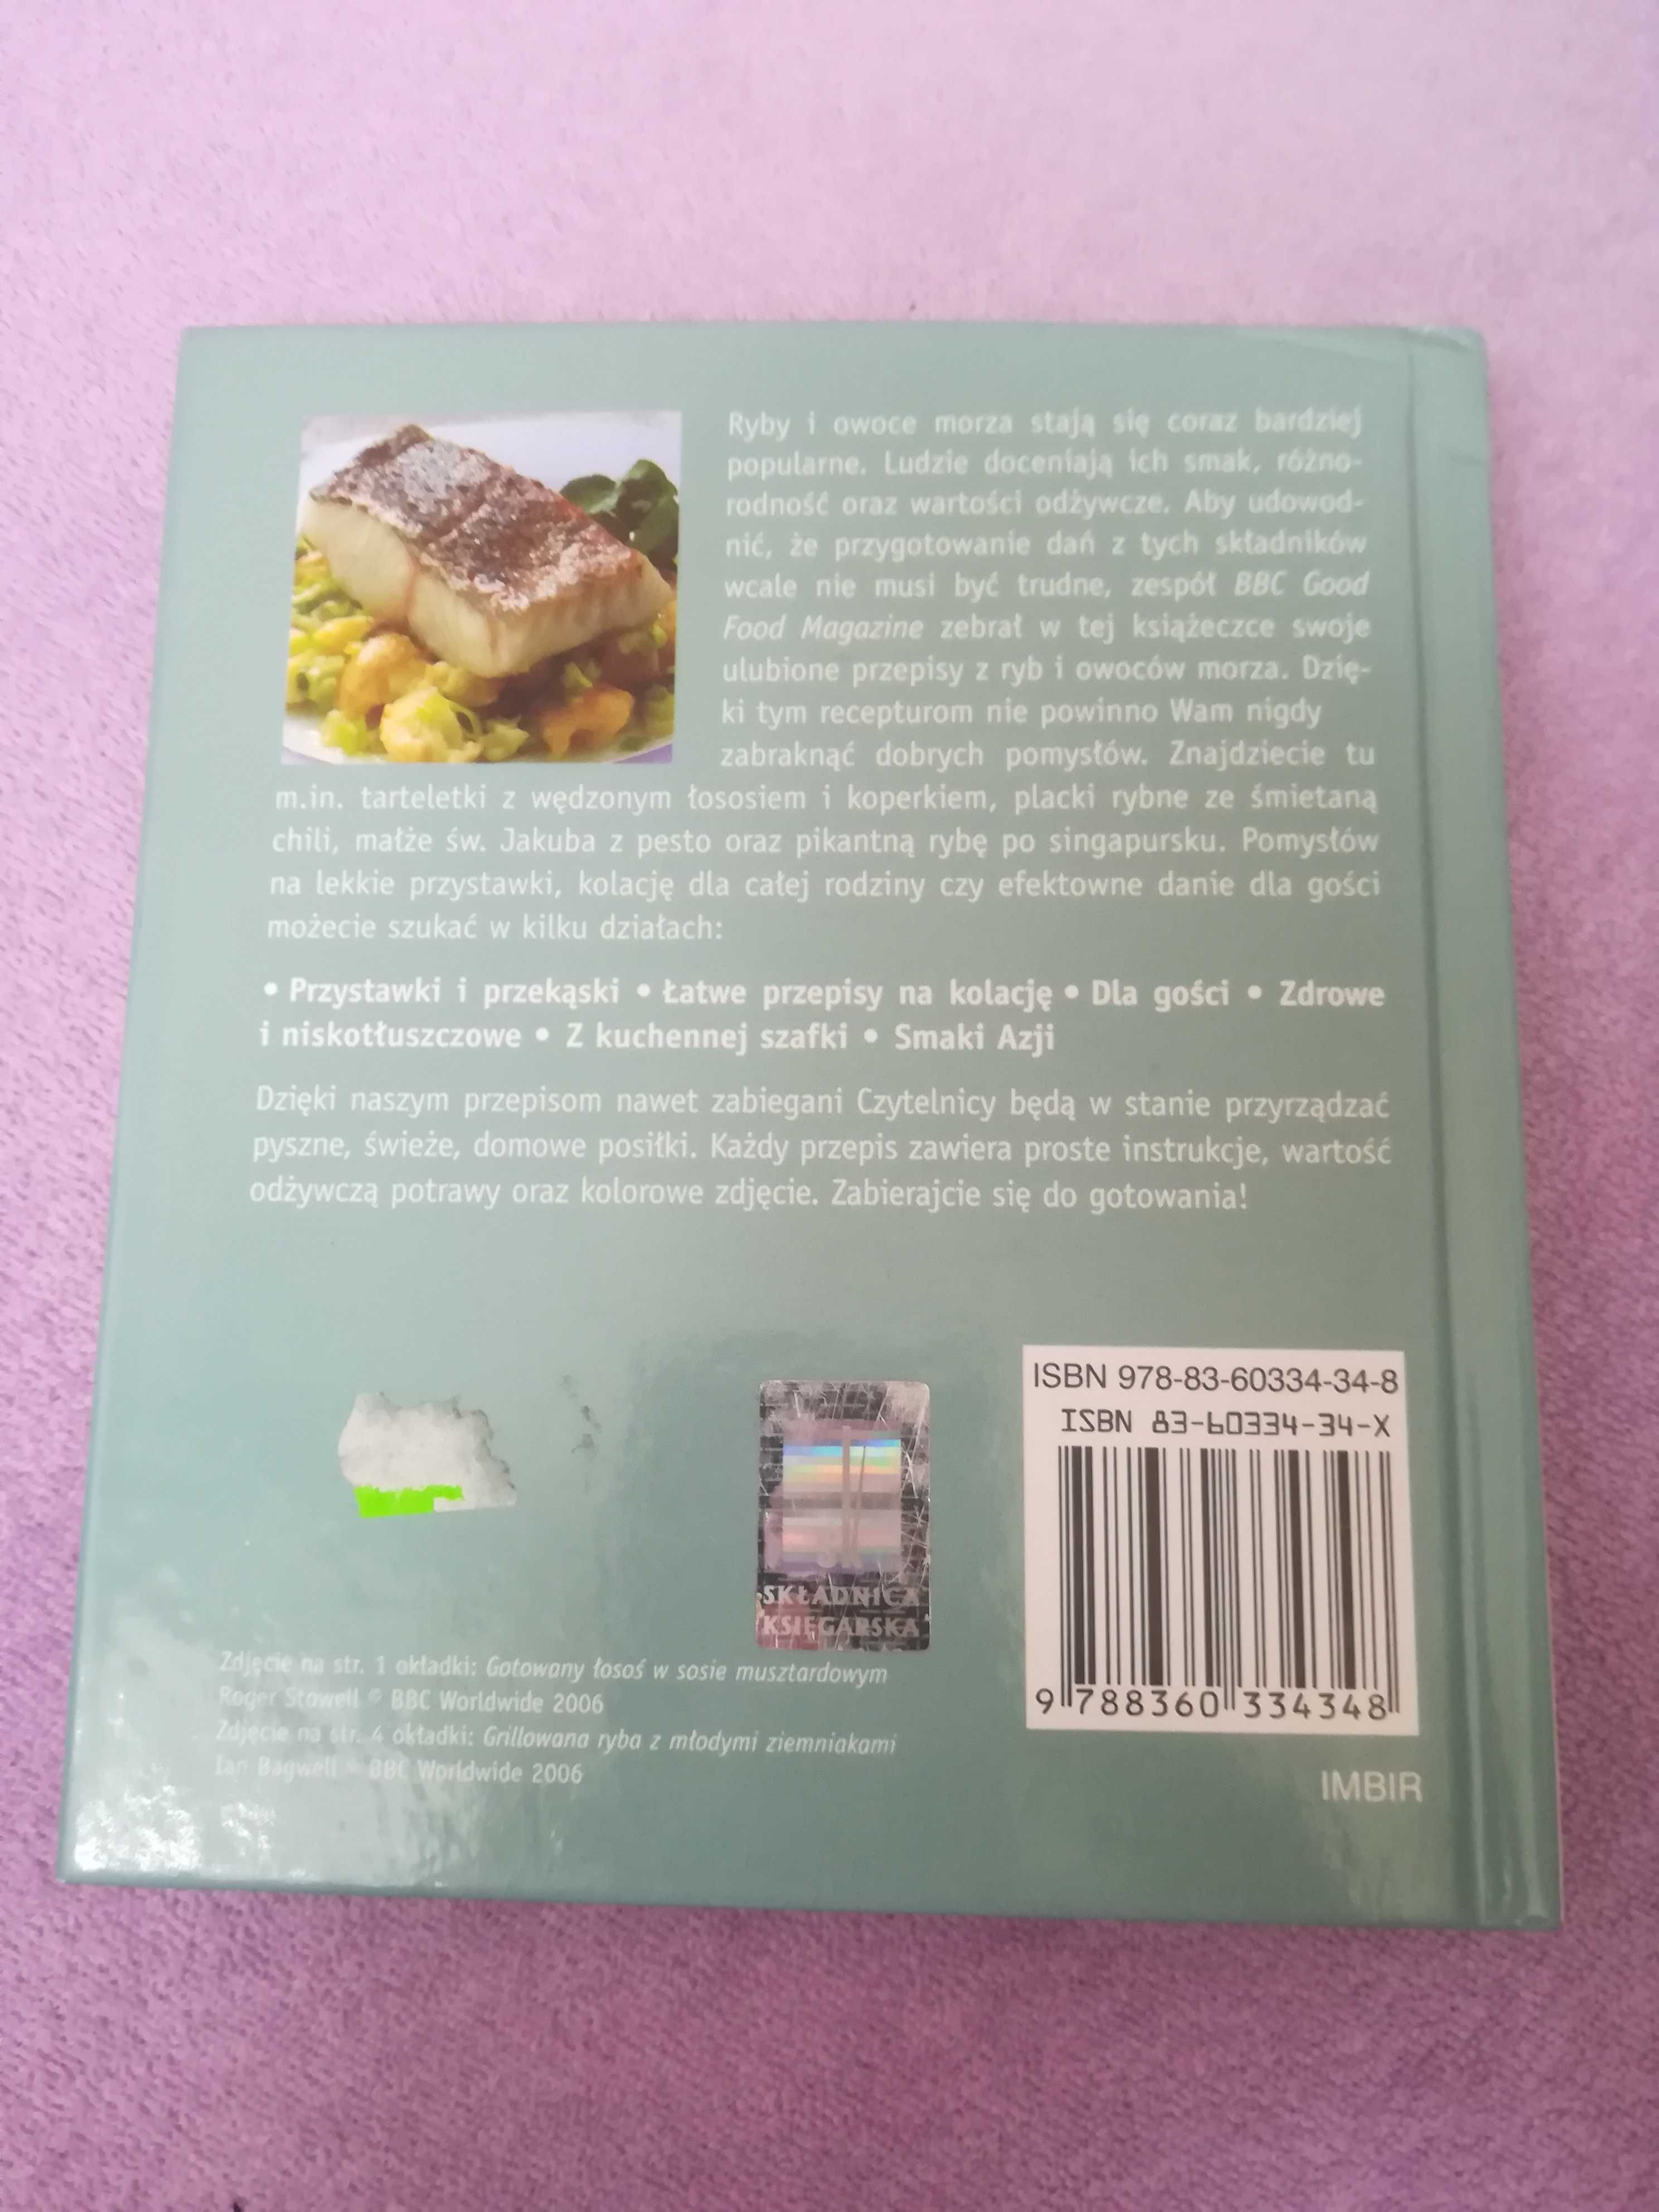 Ryby i owoce morza stają się coraz bardziej
popularne. Ludzie doceniają ich smak, różno-
rodność oraz wartości odżywcze. Aby udowod-
nić, że przygotowanie dań z tych składników
wcale nie musi być trudne, zespół BBC Good
Food Magazine zebrał w tej książeczce swoje
ulubione przepisy z ryb i owoców morza. Dzię-
ki tym recepturom nie powinno Wam nigdy
zabraknąć dobrych pomysłów. Znajdziecie tu
m.in. tarteletki z wędzonym łososiem i koperkiem, placki rybne ze śmietaną
chili, małże św. Jakuba z pesto oraz pikantną rybę po singapursku. Pomysłów
na lekkie przystawki, kolację dla całej rodziny czy efektowne danie dla gości
możecie szukać w kilku działach:
• Przystawki i przekąski • Łatwe przepisy na kolację • Dla gości • Zdrowe
i niskotłuszczowe • Z kuchennej szafki • Smaki Azji
Dzięki naszym przepisom nawet zabiegani Czytelnicy będą w stanie przyrządzać
pyszne, świeże, domowe posiłki. Każdy przepis zawiera proste instrukcje, wartość
odżywczą potrawy oraz kolorowe zdjęcie. Zabierajcie się do gotowania!
ISBN 978-83-60334-34-8
ISBN 83-60334-34-X
9 788360 334348
SKŁADNICA
KSIĘGARSKA
Zdjęcie na str. 1 okładki: Gotowany łosoś w sosie musztardowym
Roger Stowell © BBC Worldwide 2006
Zdjęcie na str. 4 okładki: Grillowana ryba z młodymi ziemniakami
Ian Bagwell © BBC Worldwide 2006
IMBIR